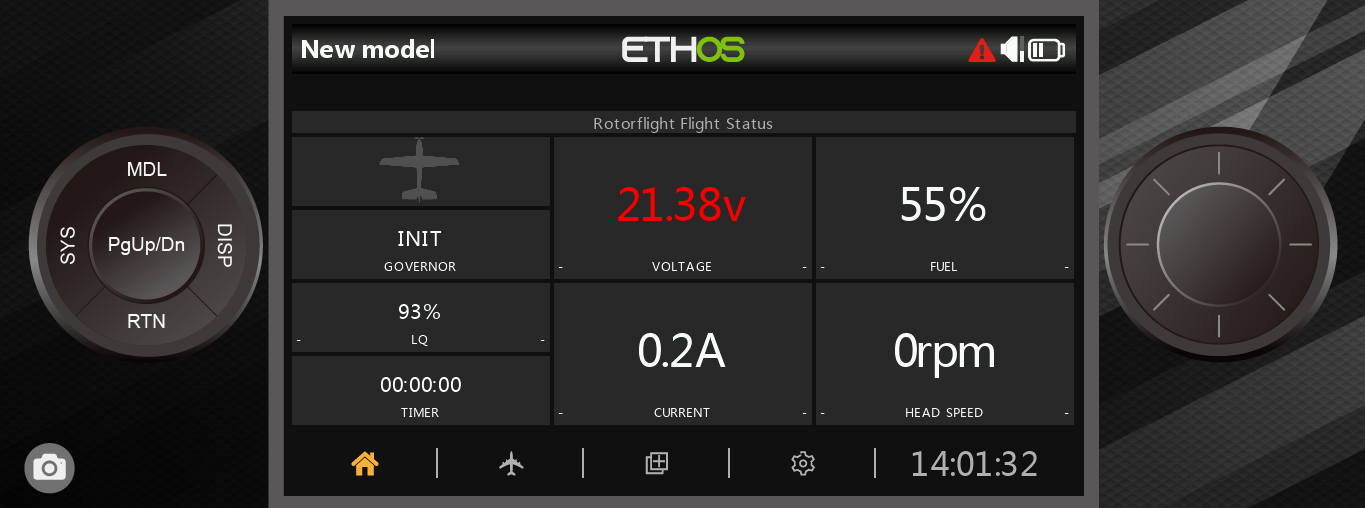 New model
ETHOS
Rotorflight Flight Status
MDL
SYS
PgUp/Dn
DISP
RTN
INIT
GOVERNOR
93%
- LQ -
00:00:00
TIMER
21.38v
- VOLTAGE -
55%
- FUEL -
0.2A
- CURRENT -
0rpm
- HEAD SPEED -
14:01:32